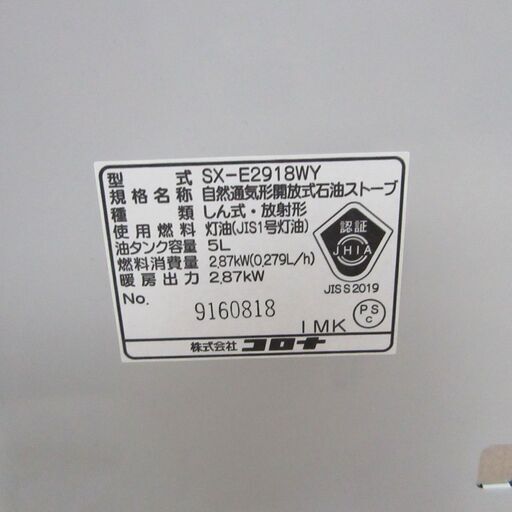 型 式 SX-E2918WY
規格名称 自然通気形開放式石油ストーブ
種 類 しん式・放射形
使用燃料 灯油(JIS1号灯油)
油タンク容量 5L
燃料消費量 2.87kW(0.279L/h)
暖房出力 2.87kW
認証
JHIA
JIS S 2019
No. 9160818
IMK
PS
C
株式会社 コロナ